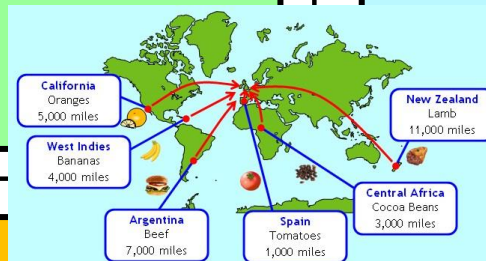 California
Oranges
5,000 miles
West Indies
Bananas
4,000 miles
Argentina
Beef
7,000 miles
Spain
Tomatoes
1,000 miles
Central Africa
Cocoa Beans
3,000 miles
New Zealand
Lamb
11,000 miles